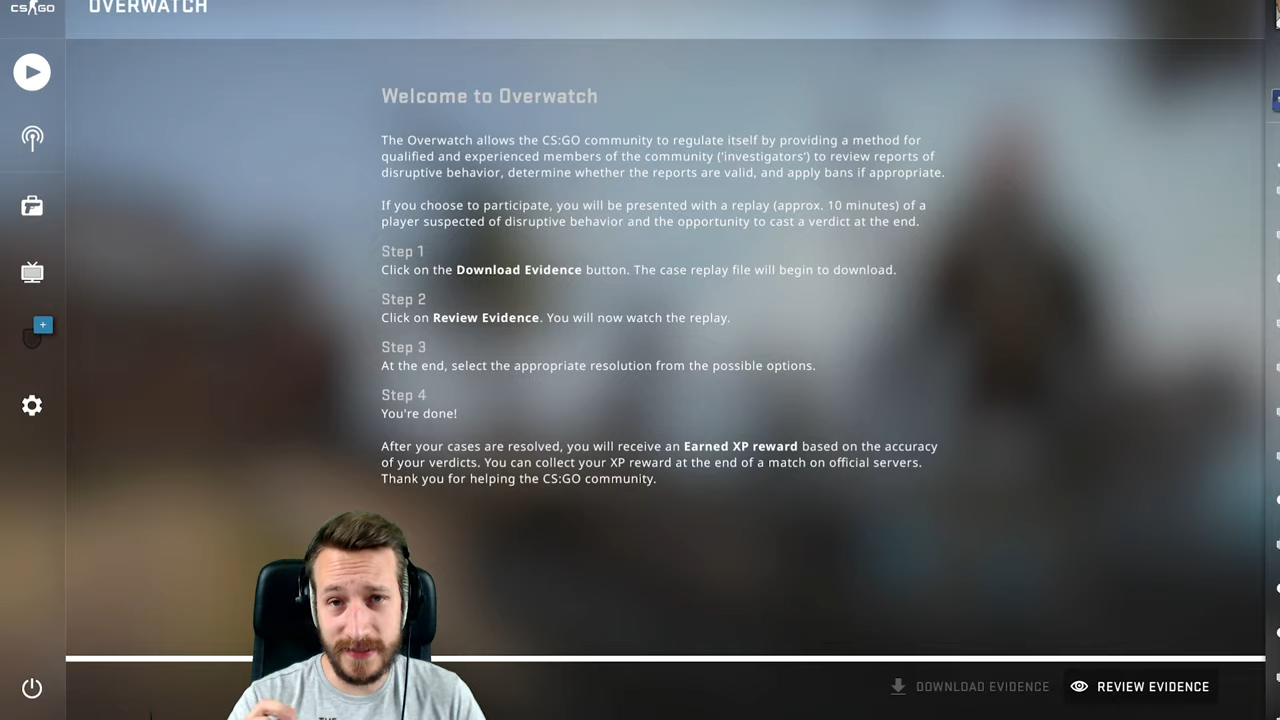 CS GO
OVERWATCH
Welcome to Overwatch
The Overwatch allows the CS:GO community to regulate itself by providing a method for
qualified and experienced members of the community ('investigators') to review reports of
disruptive behavior, determine whether the reports are valid, and apply bans if appropriate.
If you choose to participate, you will be presented with a replay (approx. 10 minutes) of a
player suspected of disruptive behavior and the opportunity to cast a verdict at the end.
Step 1
Click on the Download Evidence button. The case replay file will begin to download.
Step 2
Click on Review Evidence. You will now watch the replay.
Step 3
At the end, select the appropriate resolution from the possible options.
Step 4
You're done!
After your cases are resolved, you will receive an Earned XP reward based on the accuracy
of your verdicts. You can collect your XP reward at the end of a match on official servers.
Thank you for helping the CS:GO community.
+
DOWNLOAD EVIDENCE
REVIEW EVIDENCE
THE